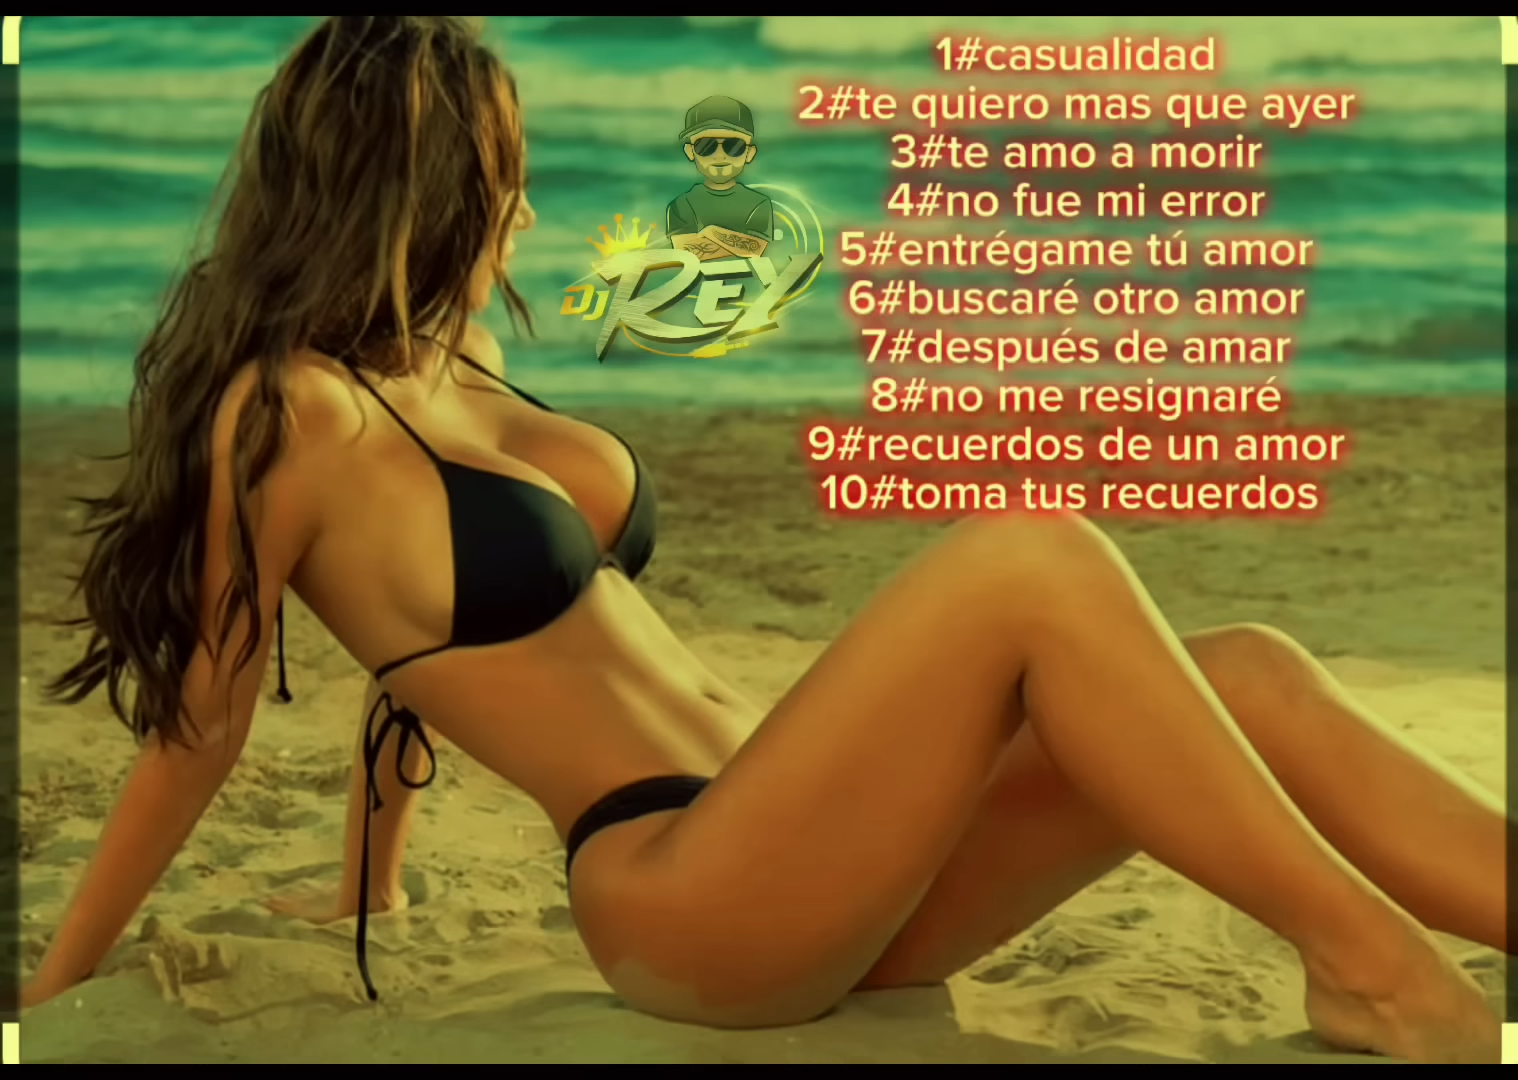 1#casualidad
2#te quiero mas que ayer
3#te amo a morir
4#no fue mi error
5#entrégame tú amor
6#buscaré otro amor
7#después de amar
8#no me resignaré
9#recuerdos de un amor
10#toma tus recuerdos
DJ REY